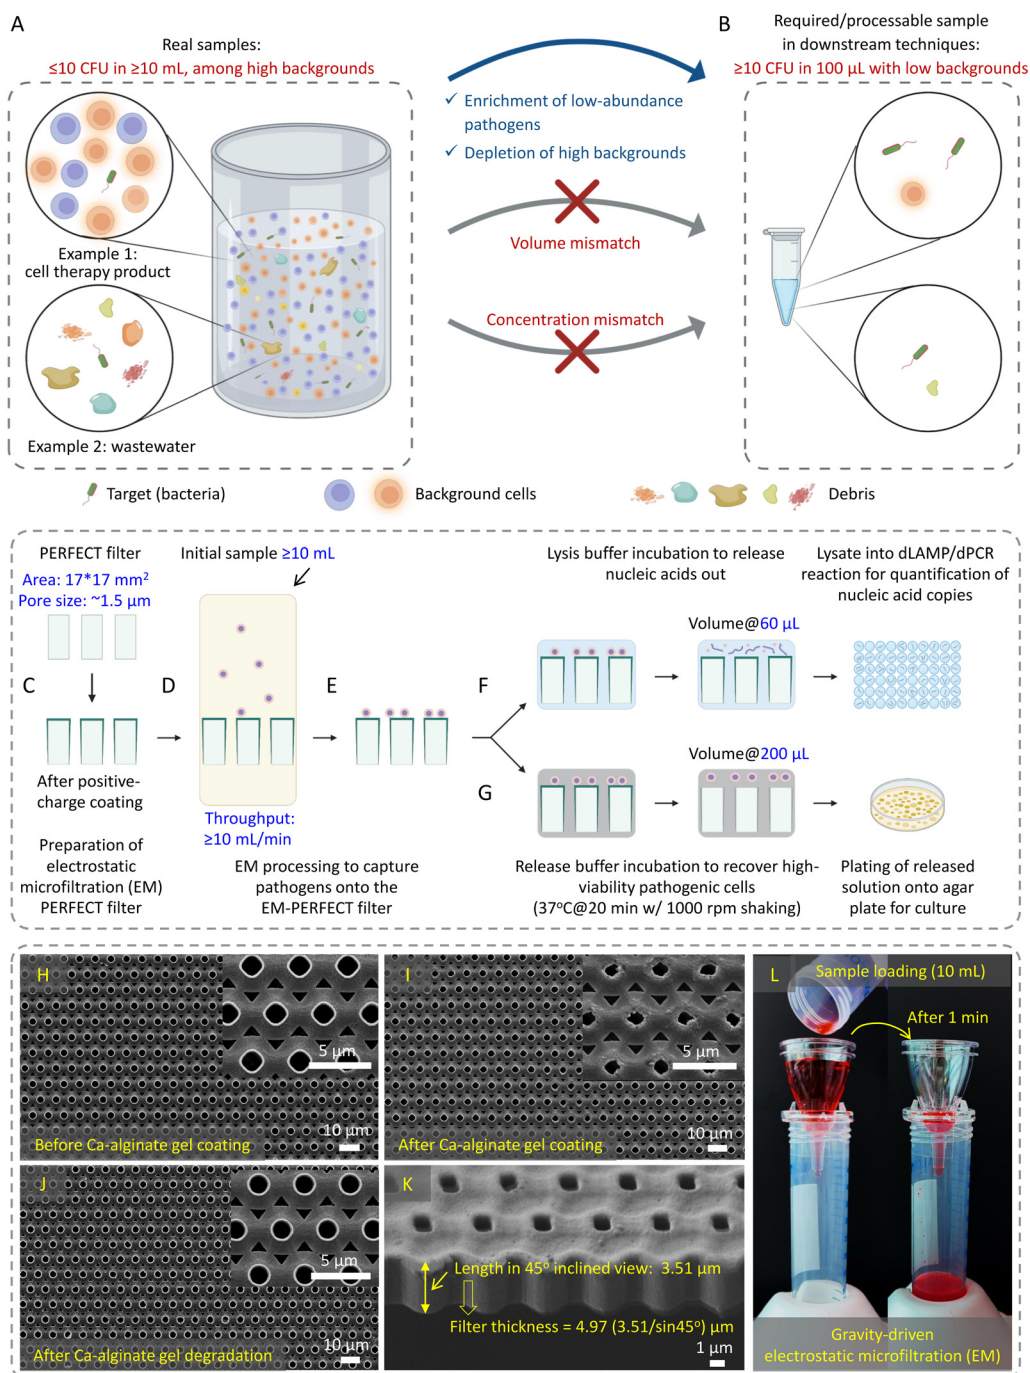 A
Real samples:
≤10 CFU in ≥10 mL, among high backgrounds
Example 1:
cell therapy product
Example 2: wastewater
✓ Enrichment of low-abundance
pathogens
✓ Depletion of high backgrounds
Volume mismatch
Concentration mismatch
B
Required/processable sample
in downstream techniques:
≥10 CFU in 100 µL with low backgrounds
Target (bacteria)
Background cells
Debris
PERFECT filter
Area: 17*17 mm²
Pore size: ~1.5 µm
C
After positive-
charge coating
Preparation of
electrostatic
microfiltration (EM)
PERFECT filter
Initial sample ≥10 mL
D
Throughput:
≥10 mL/min
E
EM processing to capture
pathogens onto the
EM-PERFECT filter
F
Lysis buffer incubation to release
nucleic acids out
Volume@60 µL
Lysate into dLAMP/dPCR
reaction for quantification of
nucleic acid copies
G
Volume@200 µL
Release buffer incubation to recover high-
viability pathogenic cells
(37°C@20 min w/ 1000 rpm shaking)
Plating of released
solution onto agar
plate for culture
H
5 µm
10 µm
Before Ca-alginate gel coating
I
5 µm
10 µm
After Ca-alginate gel coating
J
5 µm
10 µm
After Ca-alginate gel degradation
K
Length in 45° inclined view: 3.51 µm
Filter thickness = 4.97 (3.51/sin45°) µm
1 µm
L
Sample loading (10 mL)
After 1 min
Gravity-driven
electrostatic microfiltration (EM)